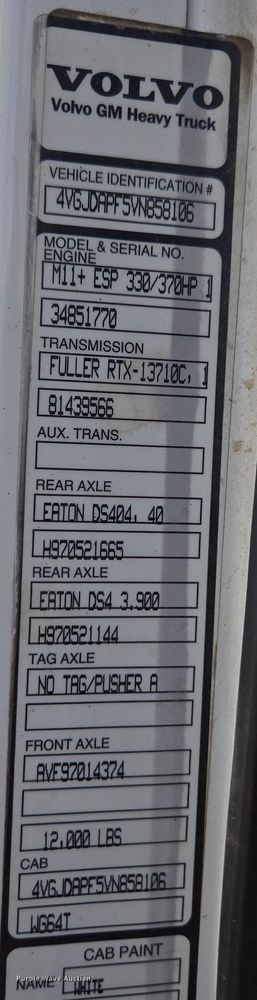 VOLVO
Volvo GM Heavy Truck
VEHICLE IDENTIFICATION #
4VGJDAPF5VN858106
MODEL & SERIAL NO.
ENGINE
M11+ ESP 330/370HP 1
34851770
TRANSMISSION
FULLER RTX-13710C, 1
81439566
AUX. TRANS.
REAR AXLE
EATON DS404, 40
H970521665
REAR AXLE
EATON DS4 3.900
H970521144
TAG AXLE
NO TAG/PUSHER A
FRONT AXLE
AVF97014374
12,000 LBS
CAB
4VGJDAPF5VN858106
WG64T
CAB PAINT
NAME WHITE
Purple Wave Auction